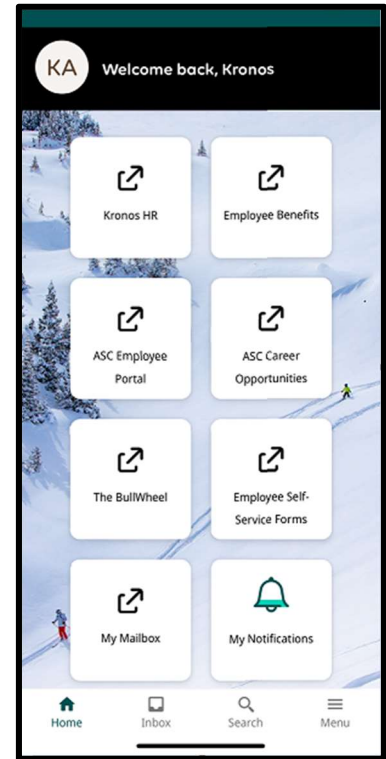 KA
Welcome back, Kronos
Kronos HR
Employee Benefits
ASC Employee
Portal
ASC Career
Opportunities
The BullWheel
Employee Self-
Service Forms
My Mailbox
My Notifications
Home
Inbox
Search
Menu